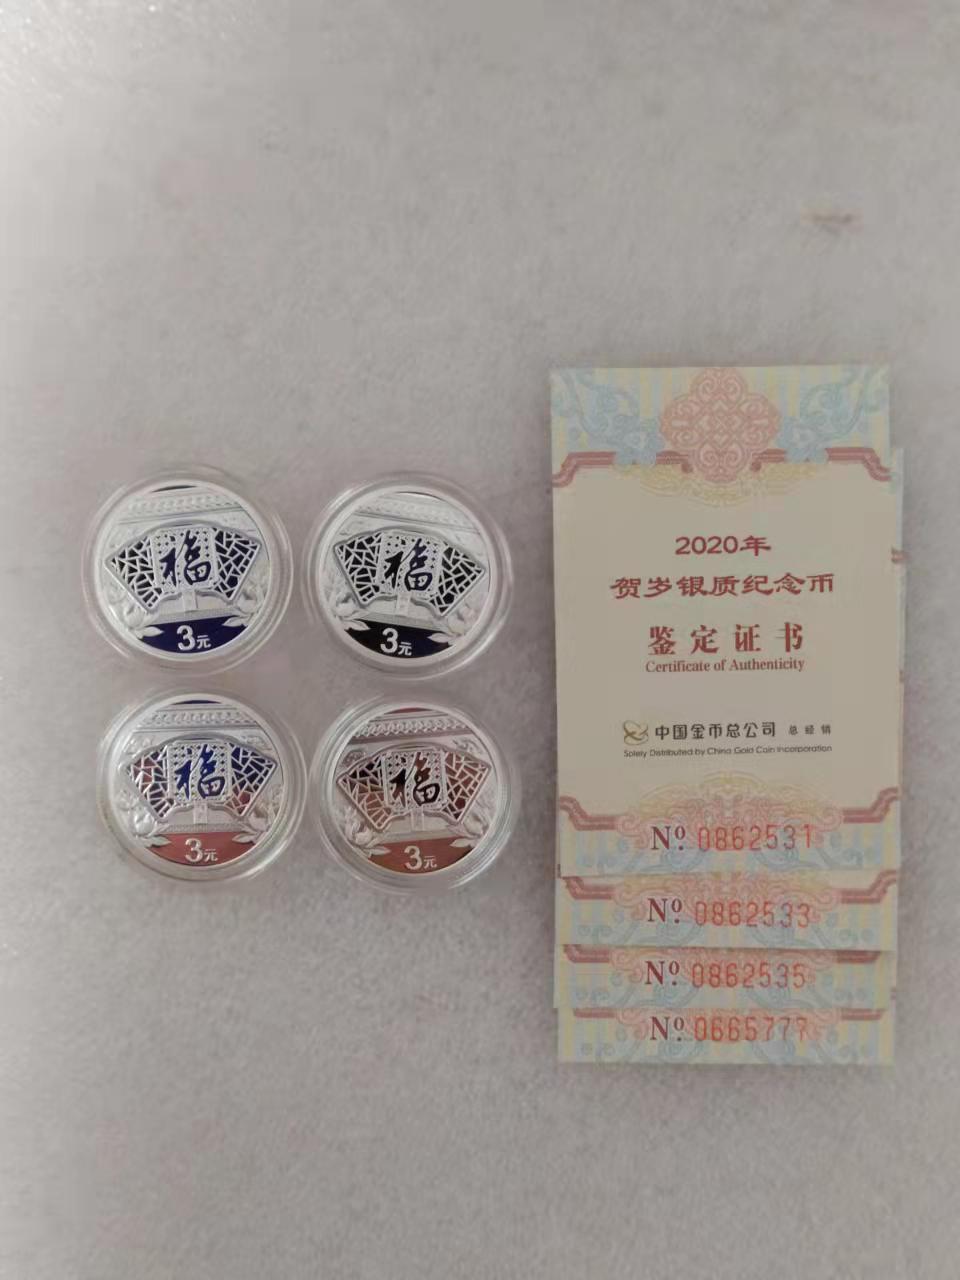 福
3元
福
3元
福
3元
福
3元
2020年
贺岁银质纪念币
鉴定证书
Certificate of Authenticity
中国金币总公司 总经销
Solely Distributed by China Gold Coin Incorporation
Nº 0862531
Nº 0862533
Nº 0862535
Nº 0665777